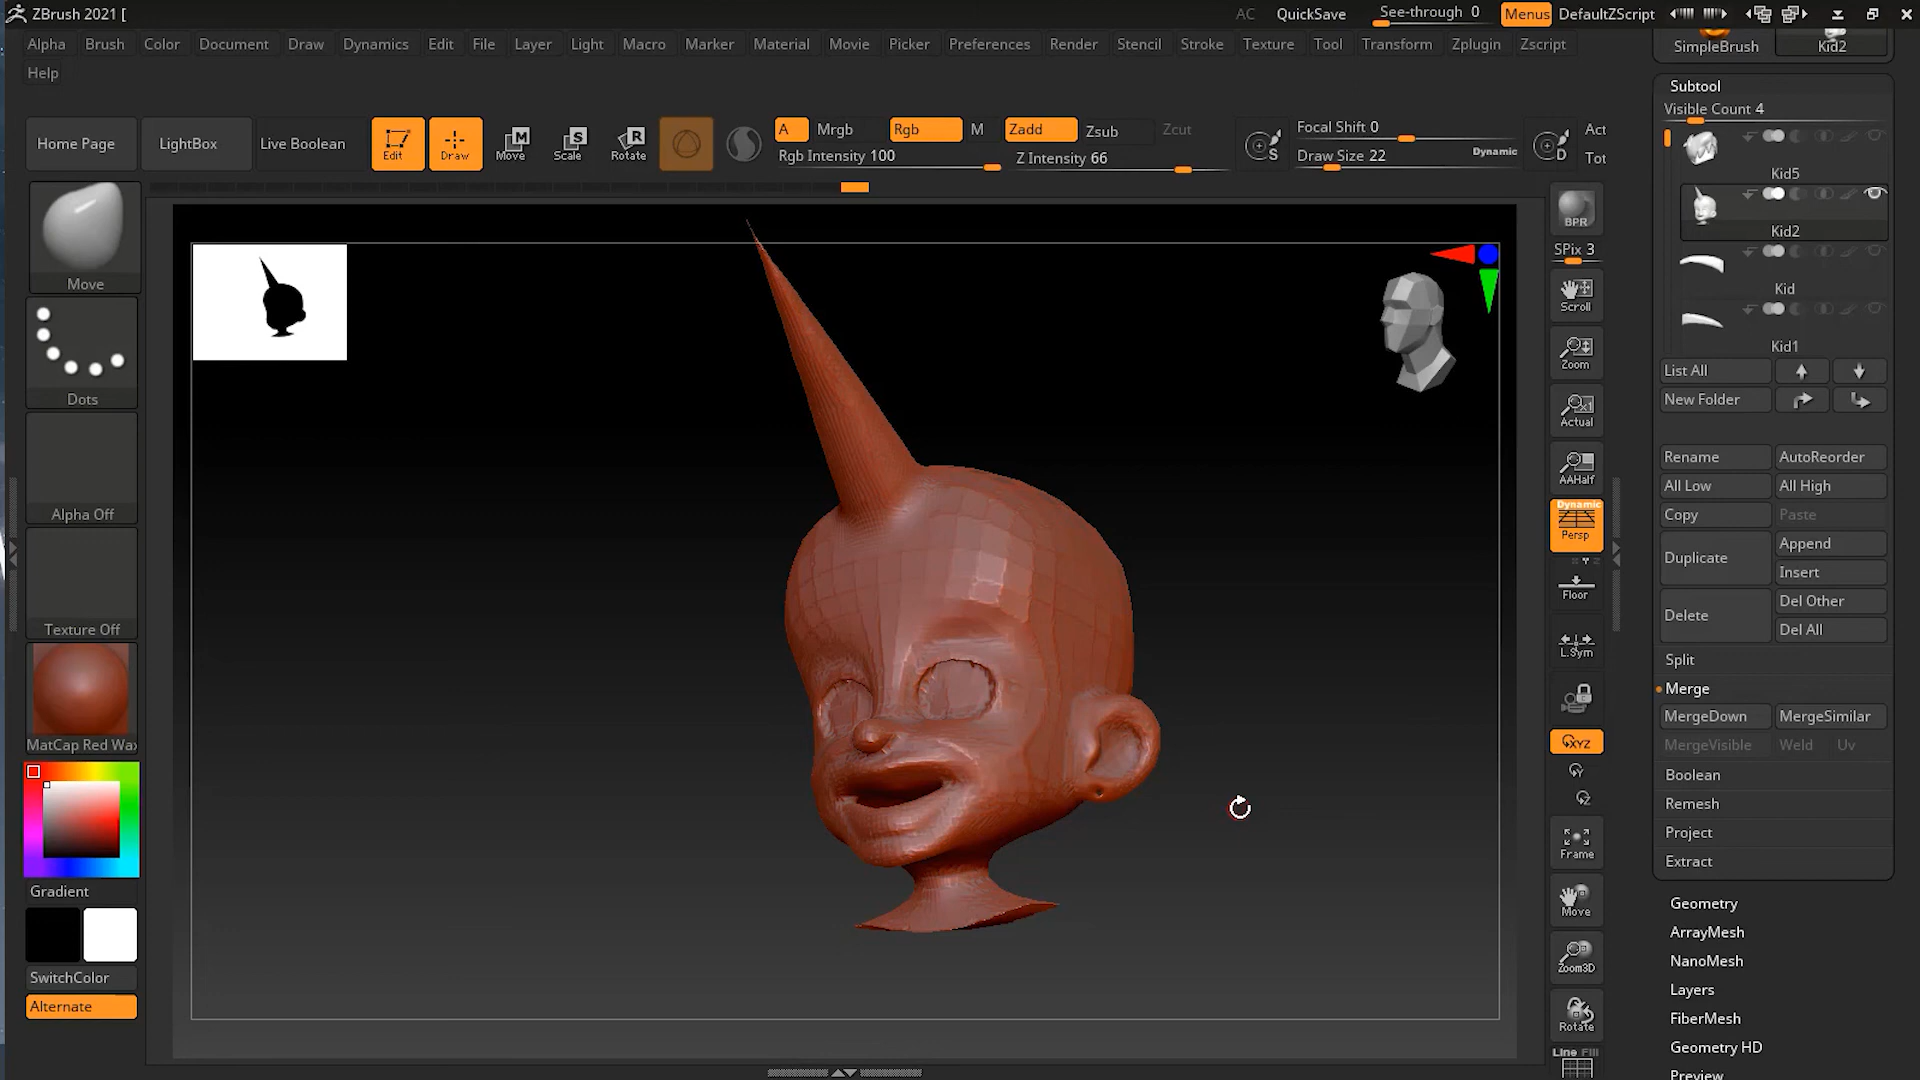 ZBrush 2021 [
AC QuickSave See-through 0 Menus DefaultZScript
Alpha Brush Color Document Draw Dynamics Edit File Layer Light Macro Marker Material Movie Picker Preferences Render Stencil Stroke Texture Tool Transform Zplugin Zscript
Help
Home Page LightBox Live Boolean Edit Draw Move Scale Rotate
M S R
A Mrgb Rgb M Zadd Zsub Zcut
Rgb Intensity 100 Z Intensity 66
S Focal Shift 0
Draw Size 22 Dynamic
D Act
Tot
Move
Dots
Alpha Off
Texture Off
MatCap Red Wax
Gradient
SwitchColor
Alternate
BPR
SPix 3
Scroll
Zoom
x1
Actual
AAHalf
Dynamic
Persp
Floor
L.Sym
XYZ
Y
Z
Frame
Move
Zoom3D
Rotate
Line Fill
SimpleBrush Kid2
Subtool
Visible Count 4
Kid5
Kid2
Kid
Kid1
List All
New Folder
Rename AutoReorder
All Low All High
Copy Paste
Duplicate Append
Insert
Delete Del Other
Del All
Split
Merge
MergeDown MergeSimilar
MergeVisible Weld Uv
Boolean
Remesh
Project
Extract
Geometry
ArrayMesh
NanoMesh
Layers
FiberMesh
Geometry HD
Preview